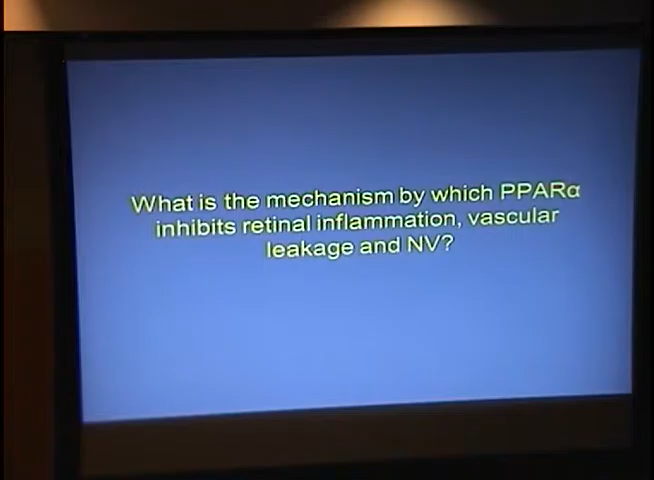 What is the mechanism by which PPARα
inhibits retinal inflammation, vascular
leakage and NV?